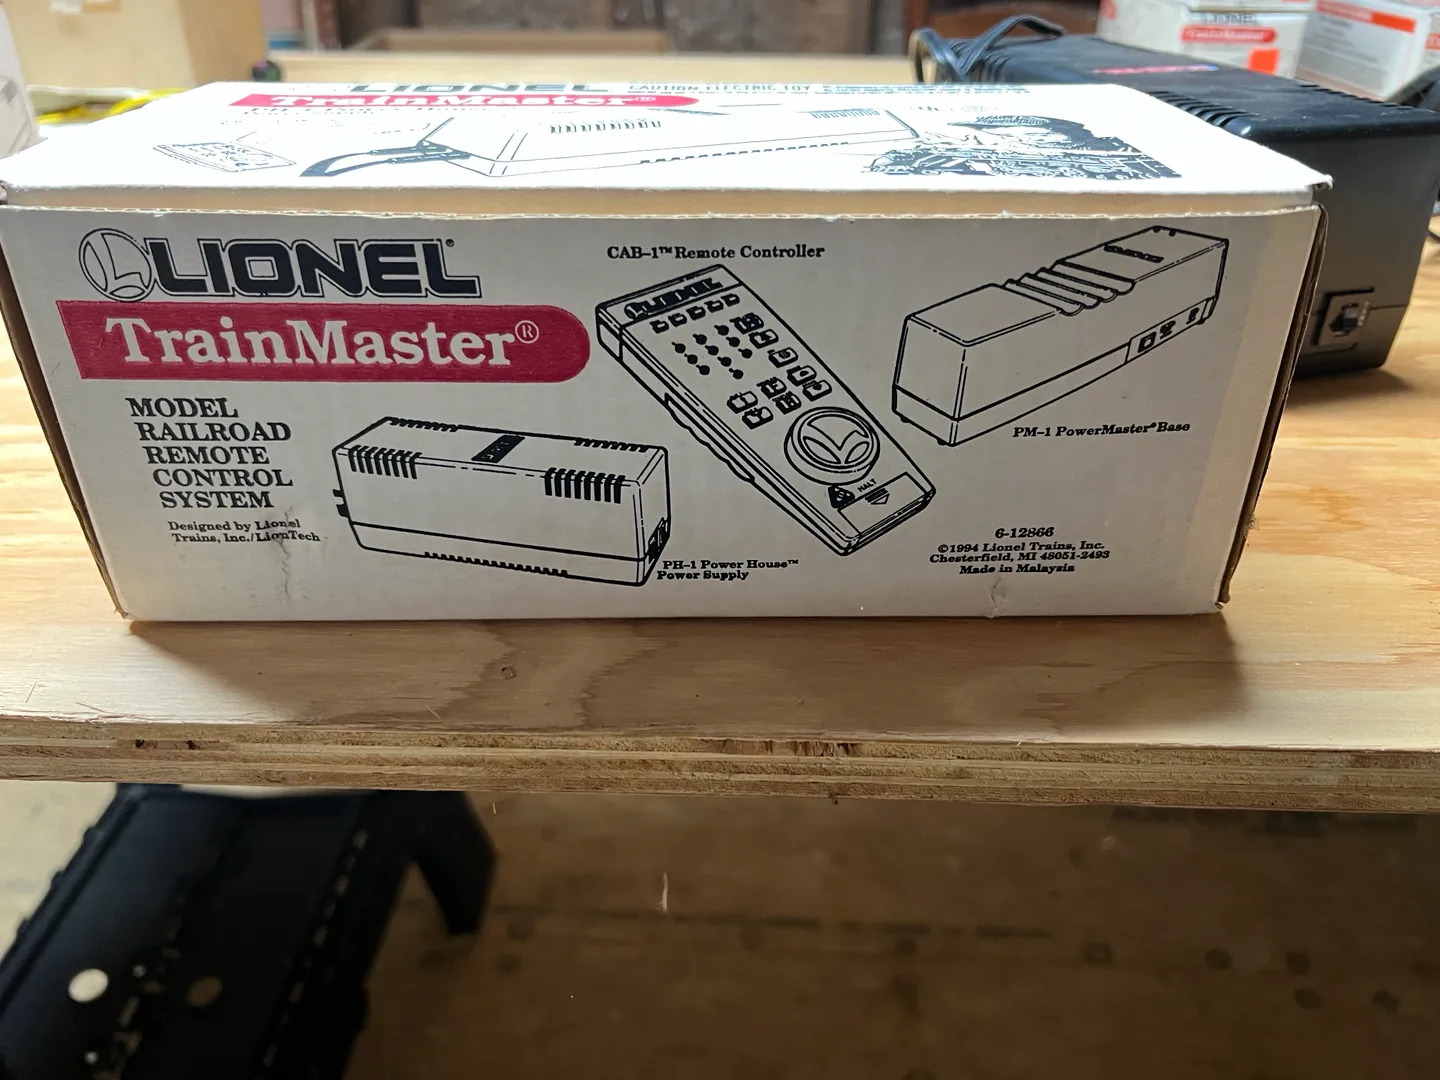 LIONEL
TrainMaster®
CAUTION ELECTRIC TOY
LIONEL®
TrainMaster®
MODEL
RAILROAD
REMOTE
CONTROL
SYSTEM
Designed by Lionel
Trains, Inc./LionTech
CAB-1™ Remote Controller
LIONEL
HALT
PH-1 Power House™
Power Supply
PM-1 PowerMaster® Base
6-12866
©1994 Lionel Trains, Inc.
Chesterfield, MI 48051-2493
Made in Malaysia
LIONEL
TrainMaster